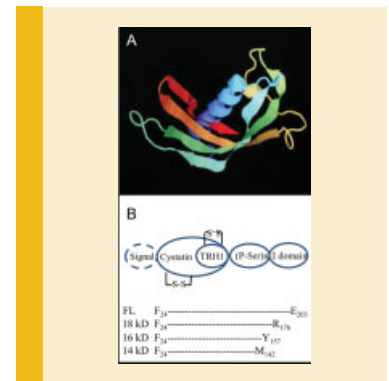 A
B
S-S
Signal Cystatin TRH1 (P-Ser)s I domain
S-S
FL F24---------------------------E203
18 kD F24-----------------------R176
16 kD F24---------------------Y157
14 kD F24-------------------M142